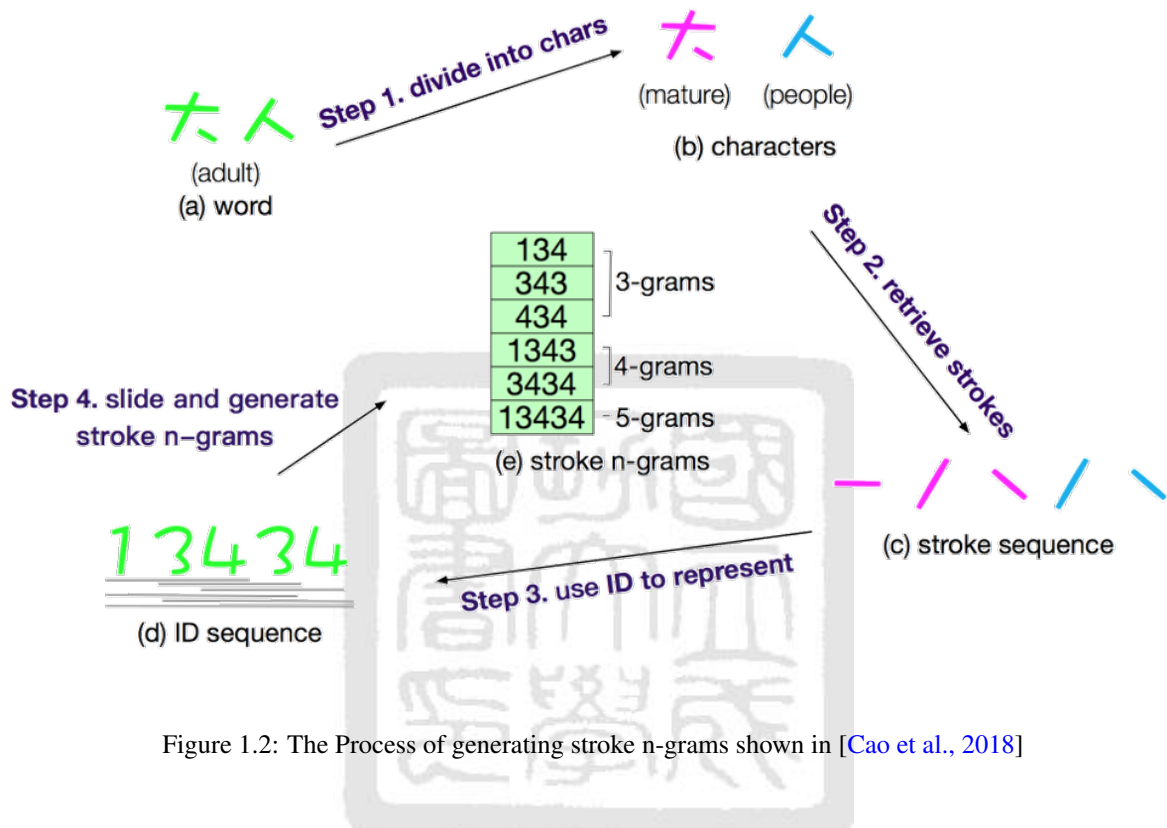 大人
(adult)
(a) word
Step 1. divide into chars
大 人
(mature) (people)
(b) characters
Step 2. retrieve strokes
(c) stroke sequence
Step 3. use ID to represent
13434
(d) ID sequence
Step 4. slide and generate
stroke n-grams
134
343
434
3-grams
1343
3434
4-grams
13434
5-grams
(e) stroke n-grams
Figure 1.2: The Process of generating stroke n-grams shown in [Cao et al., 2018]